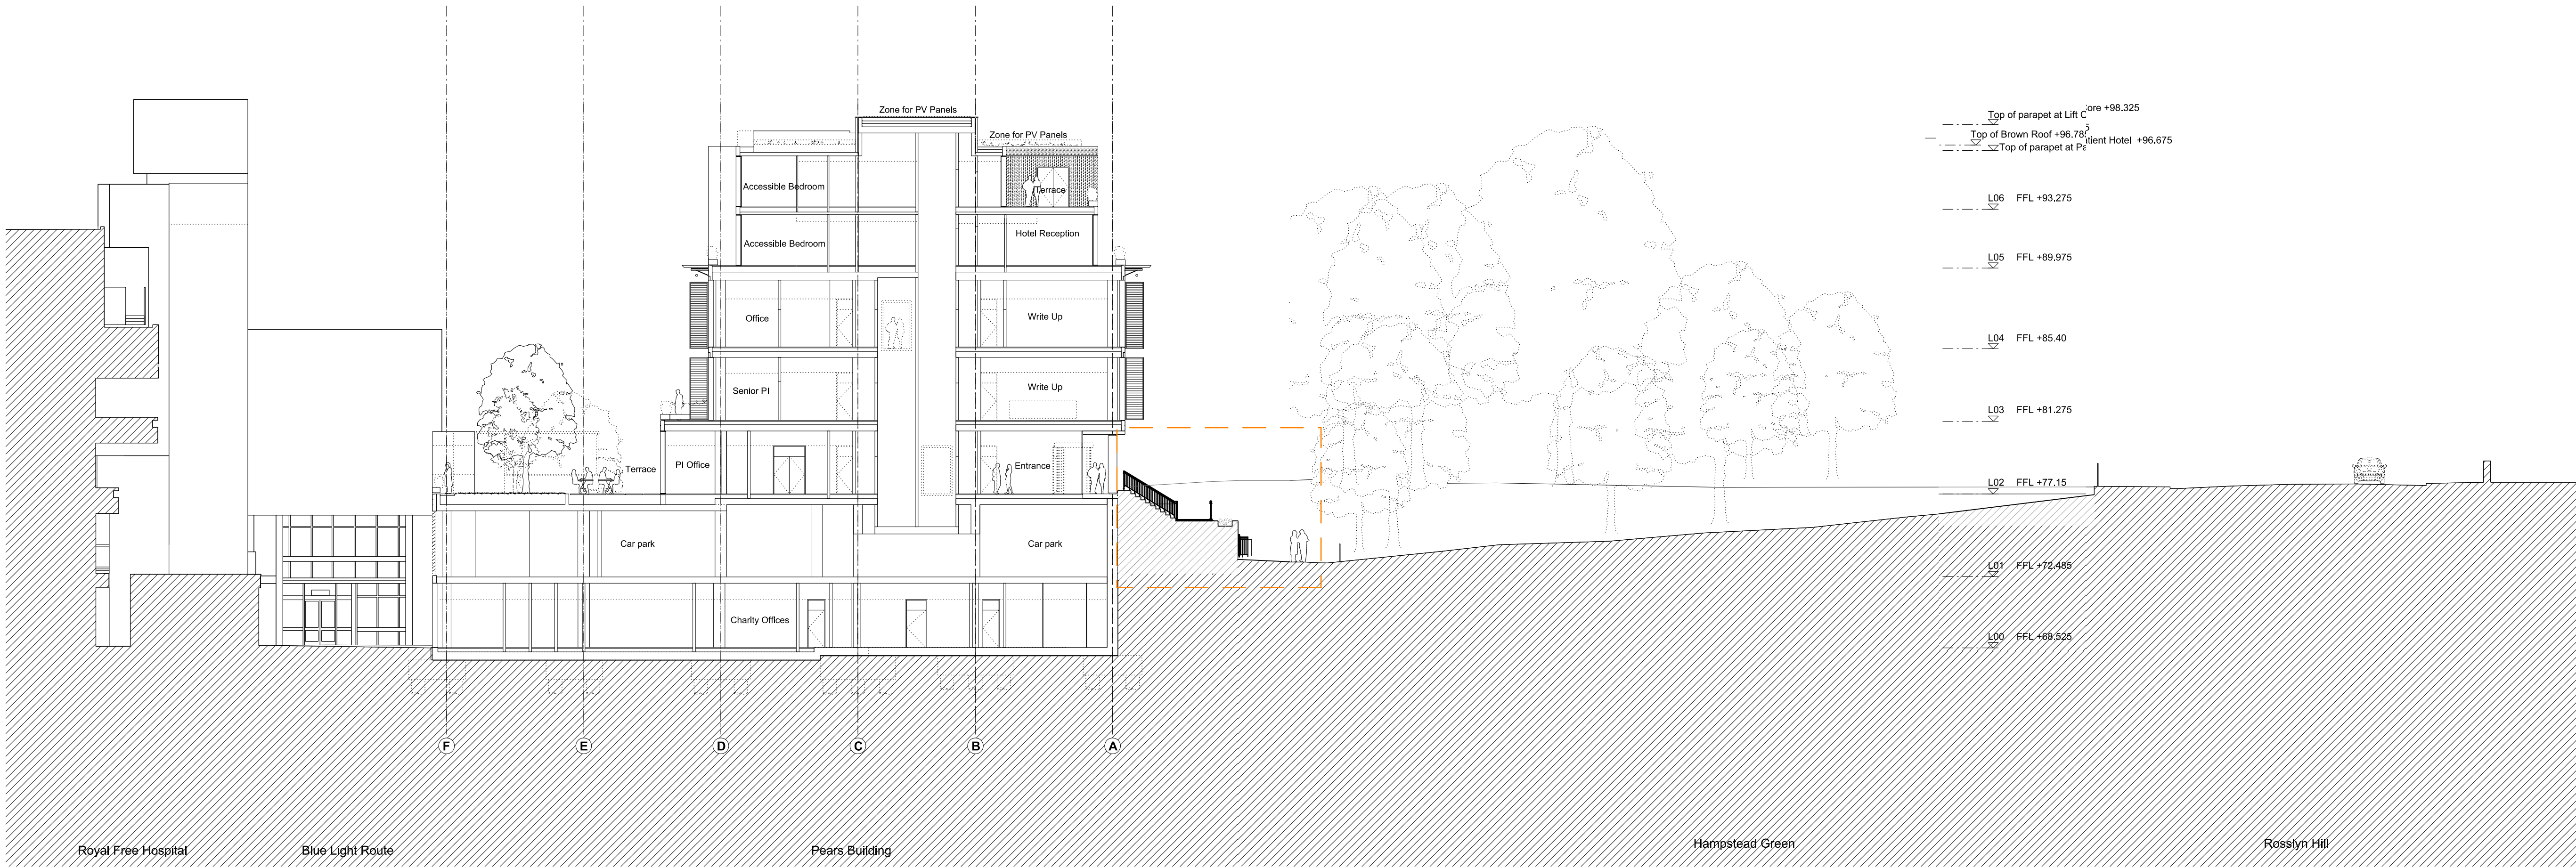 Zone for PV Panels
Zone for PV Panels
Accessible Bedroom
Terrace
Accessible Bedroom
Hotel Reception
Office
Write Up
Senior PI
Write Up
Terrace
PI Office
Entrance
Car park
Car park
Charity Offices
F
E
D
C
B
A
Top of parapet at Lift C
ore +98.325
Top of Brown Roof +96.785
Top of parapet at Pa
tient Hotel +96.675
L06 FFL +93.275
L05 FFL +89.975
L04 FFL +85.40
L03 FFL +81.275
L02 FFL +77.15
L01 FFL +72.485
L00 FFL +68.525
Royal Free Hospital
Blue Light Route
Pears Building
Hampstead Green
Rosslyn Hill